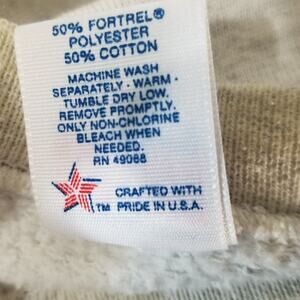 50% FORTREL®
POLYESTER
50% COTTON
MACHINE WASH
SEPARATELY - WARM -
TUMBLE DRY LOW.
REMOVE PROMPTLY.
ONLY NON-CHLORINE
BLEACH WHEN
NEEDED.
RN 49068
CRAFTED WITH
TM PRIDE IN U.S.A.